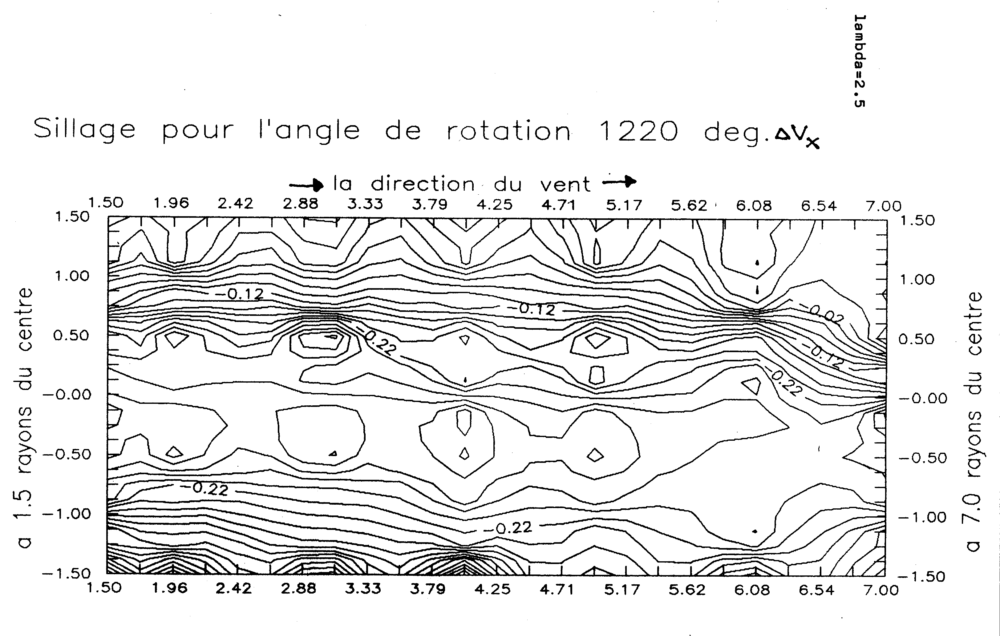 lambda=2.5
Sillage pour l'angle de rotation 1220 deg. ΔVx
→ la direction du vent →
1.50 1.96 2.42 2.88 3.33 3.79 4.25 4.71 5.17 5.62 6.08 6.54 7.00
1.50 1.50
1.00 1.00
-0.12
-0.12
-0.02
0.50 0.50
-0.22
-0.12
-0.22
-0.00 -0.00
-0.50 -0.50
-0.22
-1.00 -1.00
-0.22
-1.50 -1.50
1.50 1.96 2.42 2.88 3.33 3.79 4.25 4.71 5.17 5.62 6.08 6.54 7.00
a 1.5 rayons du centre
a 7.0 rayons du centre